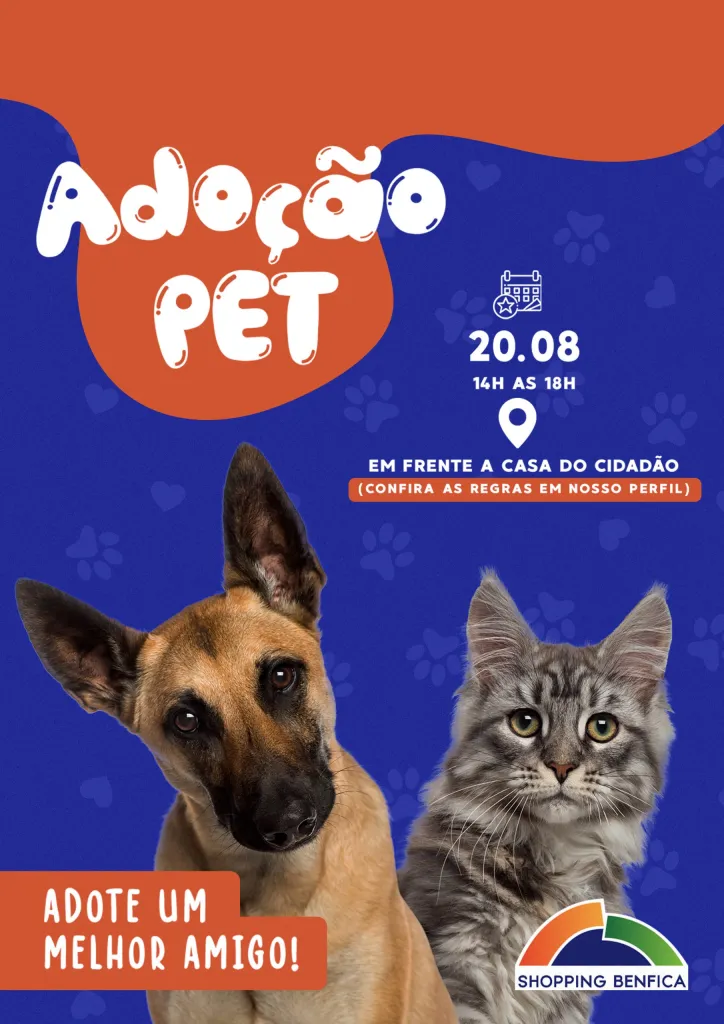 Adoção
PET
20.08
14H AS 18H
EM FRENTE A CASA DO CIDADÃO
(CONFIRA AS REGRAS EM NOSSO PERFIL)
ADOTE UM
MELHOR AMIGO!
SHOPPING BENFICA